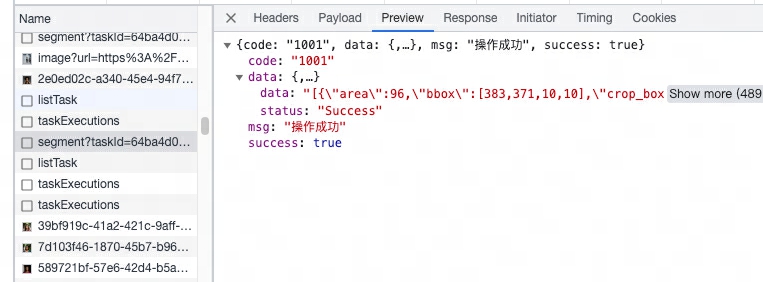 Name
Headers Payload Preview Response Initiator Timing Cookies
segment?taskId=64ba4d0...
image?url=https%3A%2F...
2e0ed02c-a340-45e4-94f7...
listTask
taskExecutions
segment?taskId=64ba4d0...
listTask
taskExecutions
taskExecutions
39bf919c-41a2-421c-9aff-...
7d103f46-1870-45b7-b96...
589721bf-57e6-42d4-b5a...
{code: "1001", data: {,…}, msg: "操作成功", success: true}
code: "1001"
data: {,…}
data: "[{\"area\":96,\"bbox\":[383,371,10,10],\"crop_box Show more (489
status: "Success"
msg: "操作成功"
success: true